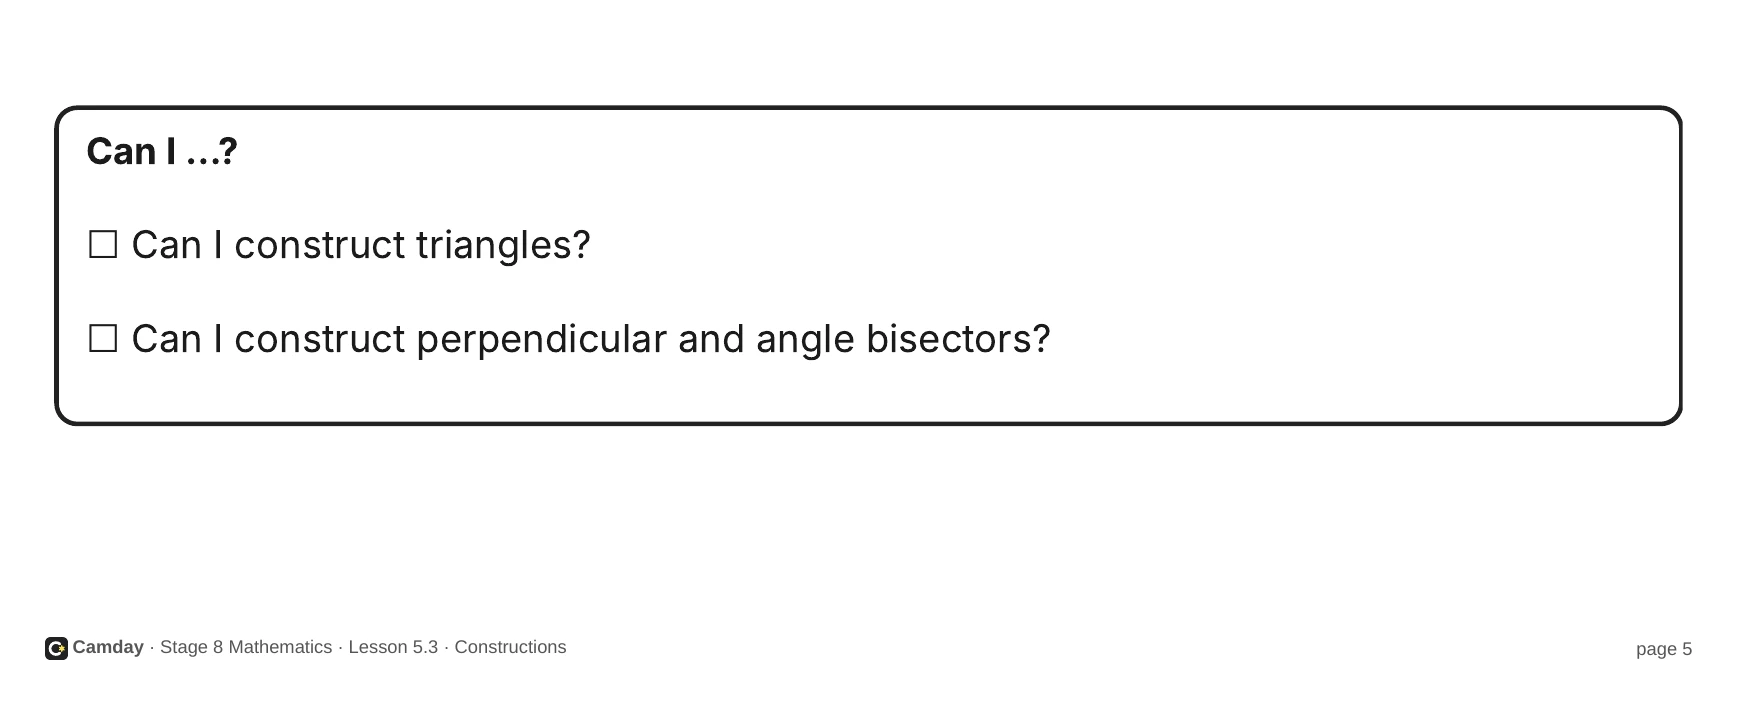 Can I ...?
☐ Can I construct triangles?
☐ Can I construct perpendicular and angle bisectors?
Camday · Stage 8 Mathematics · Lesson 5.3 · Constructions
page 5